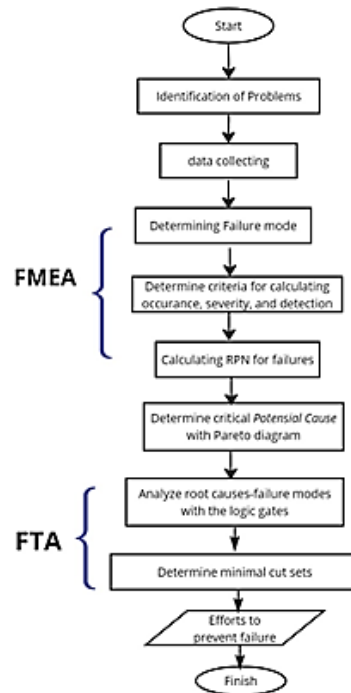 Start
Identification of Problems
data collecting
Determining Failure mode
FMEA
Determine criteria for calculating
occurance, severity, and detection
Calculating RPN for failures
Determine critical Potensial Cause
with Pareto diagram
Analyze root causes-failure modes
with the logic gates
FTA
Determine minimal cut sets
Efforts to
prevent failure
Finish